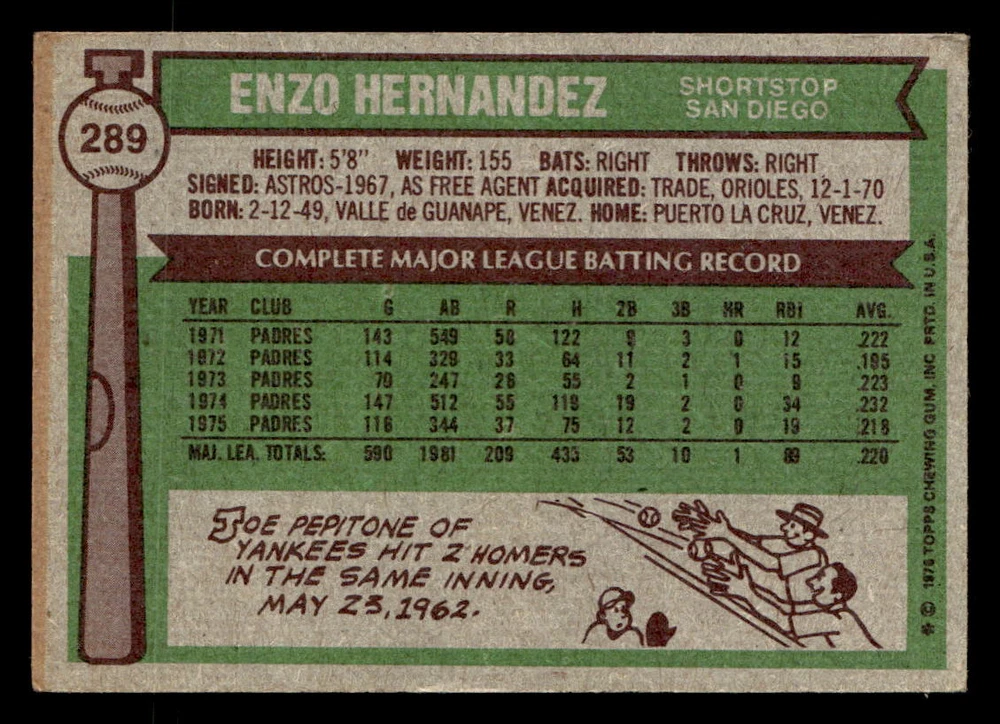 289
ENZO HERNANDEZ
SHORTSTOP
SAN DIEGO
HEIGHT: 5'8" WEIGHT: 155 BATS: RIGHT THROWS: RIGHT
SIGNED: ASTROS-1967, AS FREE AGENT ACQUIRED: TRADE, ORIOLES, 12-1-70
BORN: 2-12-49, VALLE de GUANAPE, VENEZ. HOME: PUERTO LA CRUZ, VENEZ.
COMPLETE MAJOR LEAGUE BATTING RECORD
YEAR CLUB G AB R H 2B 3B HR RBI AVG.
1971 PADRES 143 549 58 122 9 3 0 12 .222
1972 PADRES 114 329 33 64 11 2 1 15 .195
1973 PADRES 70 247 26 55 2 1 0 9 .223
1974 PADRES 147 512 55 119 19 2 0 34 .232
1975 PADRES 116 344 37 75 12 2 0 19 .218
MAJ. LEA. TOTALS: 590 1981 209 435 53 10 1 89 .220
JOE PEPITONE OF
YANKEES HIT 2 HOMERS
IN THE SAME INNING,
MAY 23, 1962.
* © 1976 TOPPS CHEWING GUM, INC. PRTD. IN U.S.A.